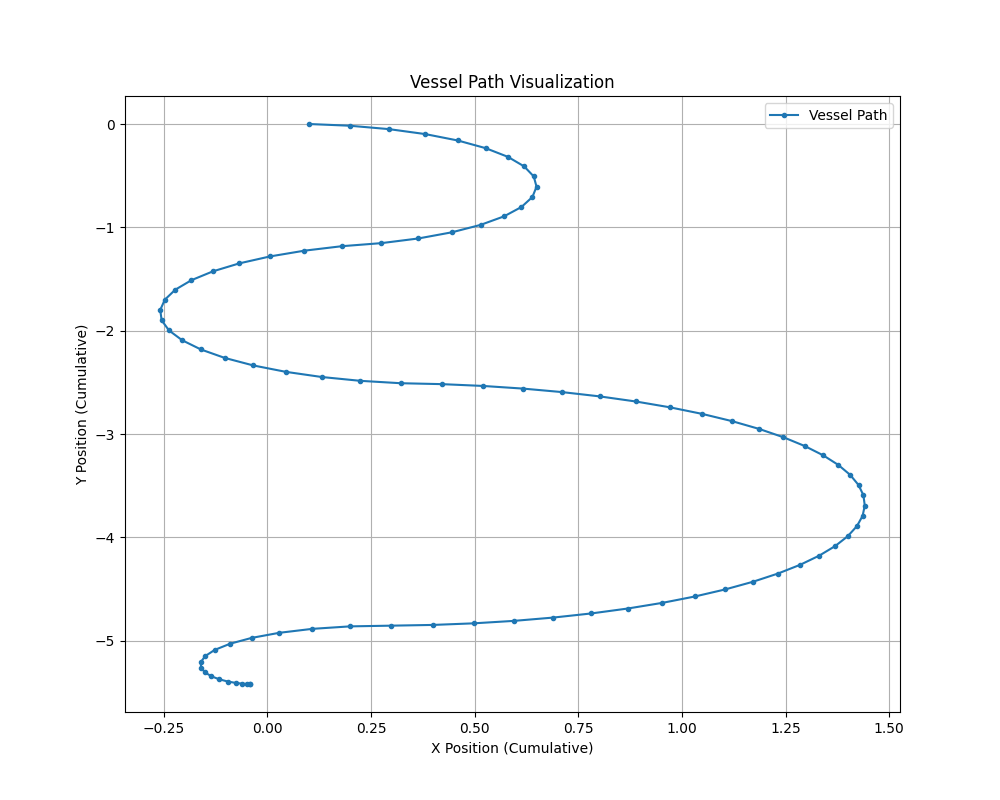 Vessel Path Visualization
Vessel Path
0
−1
−2
−3
−4
−5
Y Position (Cumulative)
−0.25 0.00 0.25 0.50 0.75 1.00 1.25 1.50
X Position (Cumulative)